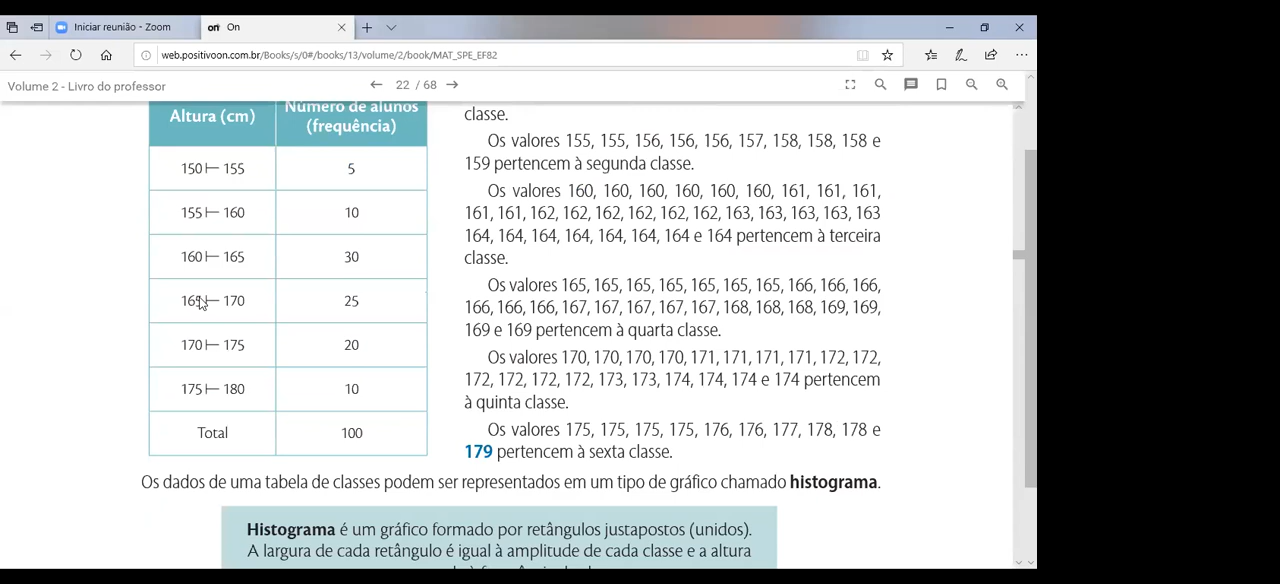 Iniciar reunião - Zoom
on On
web.positivoon.com.br/Books/s/0#/books/13/volume/2/book/MAT_SPE_EF82
Volume 2 - Livro do professor
22 / 68
Altura (cm)
Número de alunos
(frequência)
150 ⊢ 155 5
155 ⊢ 160 10
160 ⊢ 165 30
165 ⊢ 170 25
170 ⊢ 175 20
175 ⊢ 180 10
Total 100
classe.
Os valores 155, 155, 156, 156, 156, 157, 158, 158, 158 e
159 pertencem à segunda classe.
Os valores 160, 160, 160, 160, 160, 160, 161, 161, 161,
161, 161, 162, 162, 162, 162, 162, 162, 163, 163, 163, 163, 163
164, 164, 164, 164, 164, 164, 164 e 164 pertencem à terceira
classe.
Os valores 165, 165, 165, 165, 165, 165, 165, 166, 166, 166,
166, 166, 166, 167, 167, 167, 167, 167, 168, 168, 168, 169, 169,
169 e 169 pertencem à quarta classe.
Os valores 170, 170, 170, 170, 171, 171, 171, 171, 172, 172,
172, 172, 172, 172, 173, 173, 174, 174, 174 e 174 pertencem
à quinta classe.
Os valores 175, 175, 175, 175, 176, 176, 177, 178, 178 e
179 pertencem à sexta classe.
Os dados de uma tabela de classes podem ser representados em um tipo de gráfico chamado histograma.
Histograma é um gráfico formado por retângulos justapostos (unidos).
A largura de cada retângulo é igual à amplitude de cada classe e a altura